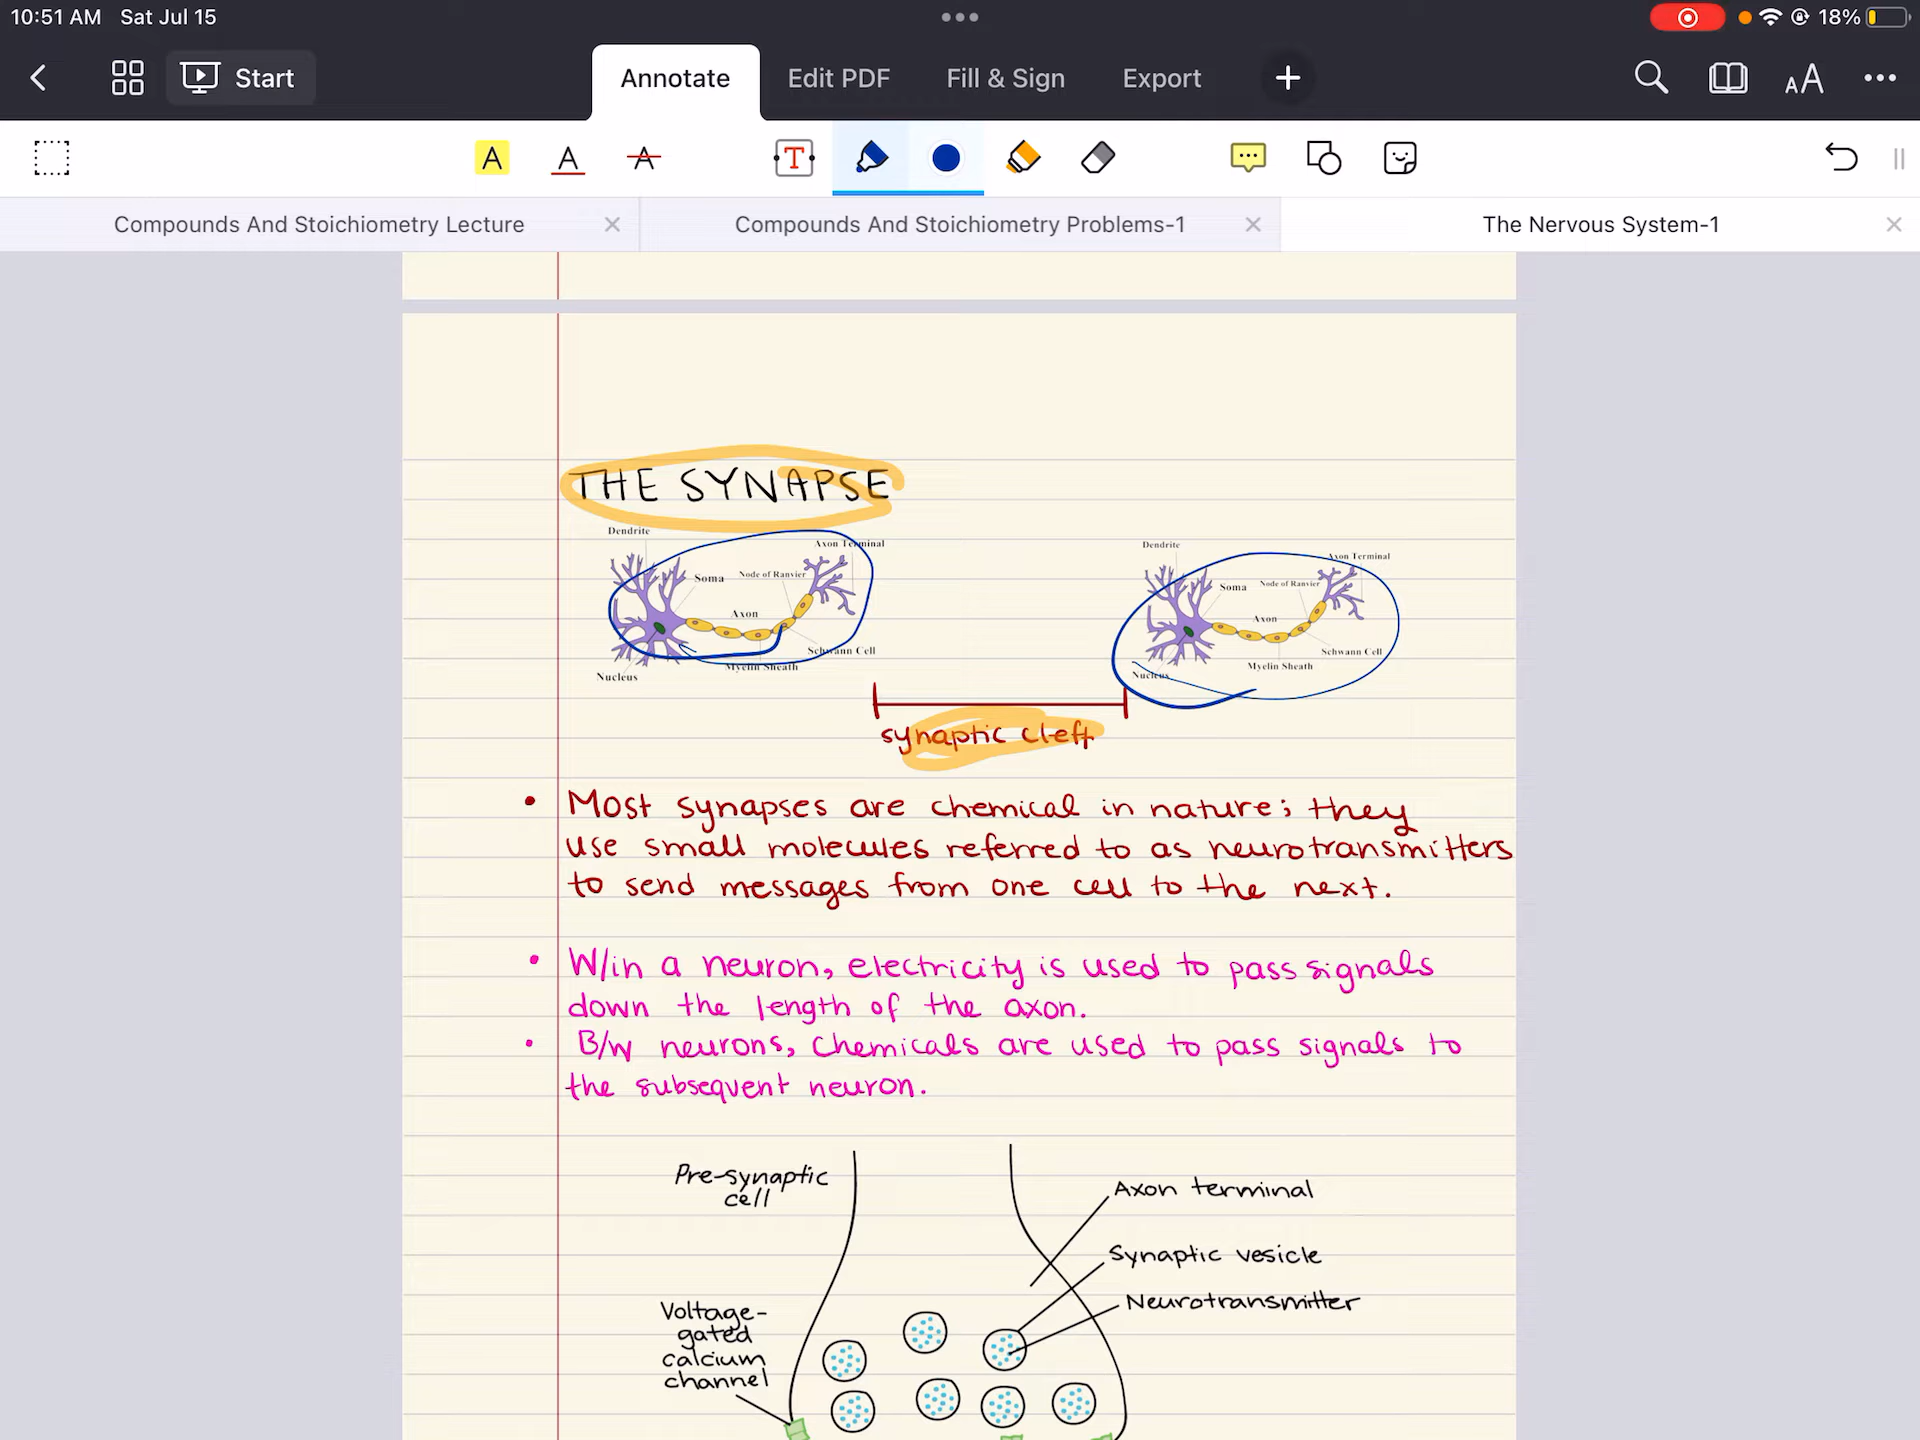 10:51 AM Sat Jul 15
18%
Start
Annotate
Edit PDF
Fill & Sign
Export
AA
A
A
A
T
Compounds And Stoichiometry Lecture
Compounds And Stoichiometry Problems-1
The Nervous System-1
THE SYNAPSE
Dendrite
Axon Terminal
Soma
Node of Ranvier
Axon
Schwann Cell
Myelin Sheath
Nucleus
Dendrite
Axon Terminal
Soma
Node of Ranvier
Axon
Schwann Cell
Myelin Sheath
Nucleus
synaptic cleft
• Most synapses are chemical in nature; they
use small molecules referred to as neurotransmitters
to send messages from one cell to the next.
• W/in a neuron, electricity is used to pass signals
down the length of the axon.
• B/w neurons, chemicals are used to pass signals to
the subsequent neuron.
Pre-synaptic
cell
Axon terminal
Synaptic vesicle
Neurotransmitter
Voltage-
gated
calcium
channel